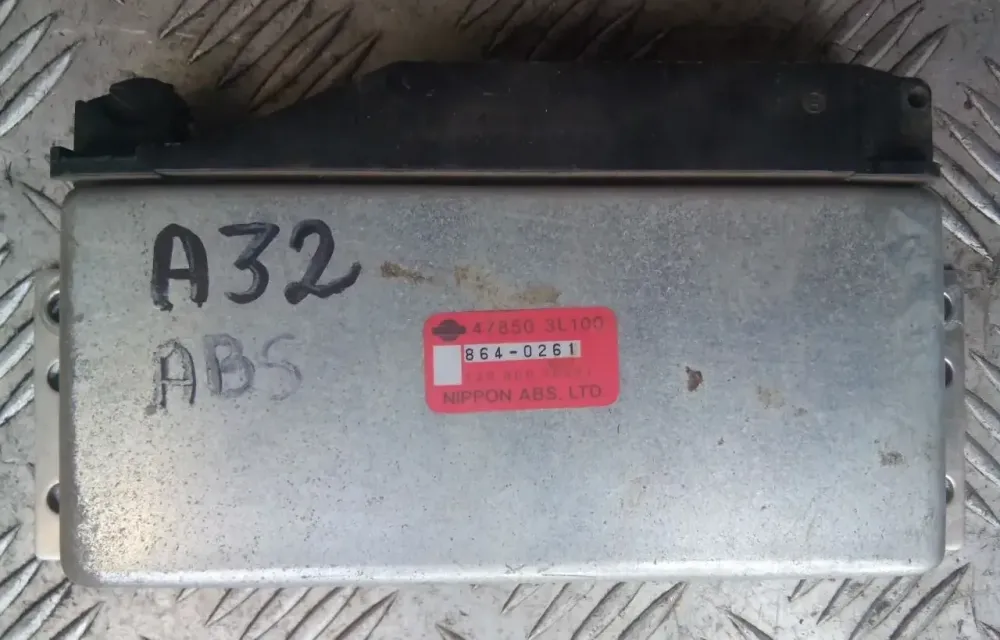 A32
ABS
47850 3L100
864-0261
NIPPON ABS, LTD.